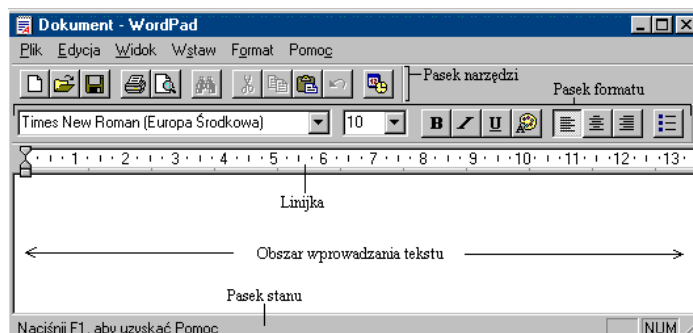 Dokument - WordPad
Plik Edycja Widok Wstaw Format Pomoc
Pasek narzędzi
Pasek formatu
Times New Roman (Europa Środkowa) 10 B I U
1 2 3 4 5 6 7 8 9 10 11 12 13
Linijka
Obszar wprowadzania tekstu
Pasek stanu
Naciśnij F1, aby uzyskać Pomoc NUM